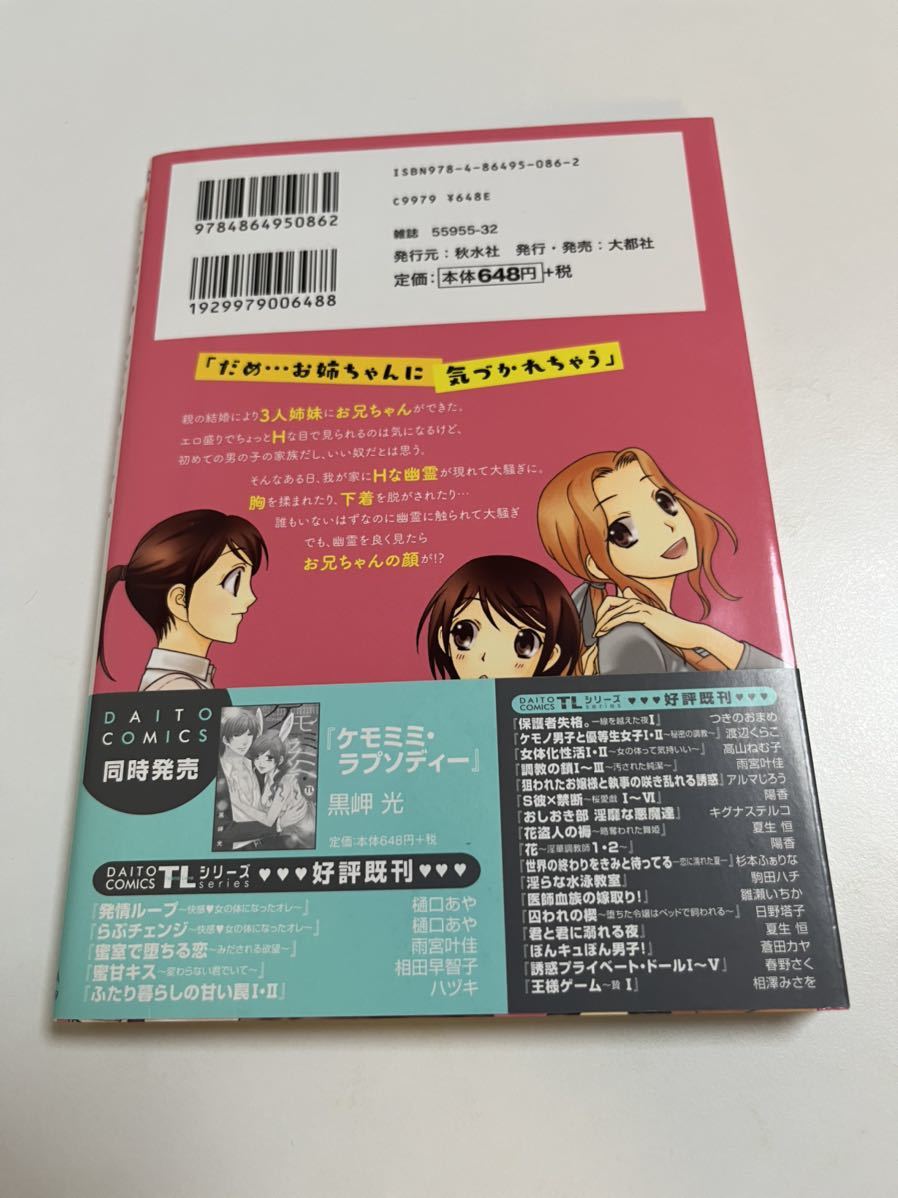 ISBN978-4-86495-086-2
C9979 ¥648E
9784864950862
雑誌 55955-32
発行元：秋水社 発行・発売：大都社
定価：本体648円+税
1929979006488
「だめ…お姉ちゃんに 気づかれちゃう」
親の結婚により3人姉妹にお兄ちゃんができた。
エロ盛りでちょっとHな目で見られるのは気になるけど、
初めての男の子の家族だし、いい奴だとは思う。
そんなある日、我が家にHな幽霊が現れて大騒ぎに。
胸を揉まれたり、下着を脱がされたり…
誰もいないはずなのに幽霊に触られて大騒ぎ
でも、幽霊を良く見たら
お兄ちゃんの顔が!?
DAITO
COMICS
同時発売
『ケモミミ・
ラプソディー』
黒岬 光
定価:本体648円+税
DAITO COMICS TLシリーズ series ♥♥♥好評既刊♥♥♥
『発情ループ〜快感♥女の体になったオレ〜』 樋口あや
『らぶチェンジ〜快感♥女の体になったオレ〜』 樋口あや
『蜜室で堕ちる恋〜みだされる欲望〜』 雨宮叶佳
『蜜甘キス〜変わらない君でいて〜』 相田早智子
『ふたり暮らしの甘い罠I・II』 ハヅキ
DAITO COMICS TLシリーズ series ♥♥♥好評既刊♥♥♥
『保護者失格。一線を越えた夜I』 つきのおまめ
『ケモノ男子と優等生女子I・II〜秘密の調教〜』 渡辺くらこ
『女体化性活I・II〜女の体って気持いい〜』 高山ねむ子
『調教の鎖I〜III〜汚された純潔〜』 雨宮叶佳
『狙われたお嬢様と執事の咲き乱れる誘惑』 アルマじろう
『S彼×禁断〜桜愛戯 I〜VI』 陽香
『おしおき部 淫靡な悪魔達』 キグナステルコ
『花盗人の褥〜略奪われた舞姫』 夏生 恒
『花〜淫華調教師1・2〜』 陽香
『世界の終わりをきみと待ってる―恋に濡れた夏―』 杉本ふぁりな
『淫らな水泳教室』 駒田ハチ
『医師血族の嫁取り！』 雛瀬いちか
『囚われの楔〜堕ちた令嬢はベッドで飼われる〜』 日野塔子
『君と君に溺れる夜』 夏生 恒
『ぼんキュぼん男子！』 蒼田カヤ
『誘惑プライベート・ドールI〜V』 春野さく
『王様ゲーム〜贄 I』 相澤みさを